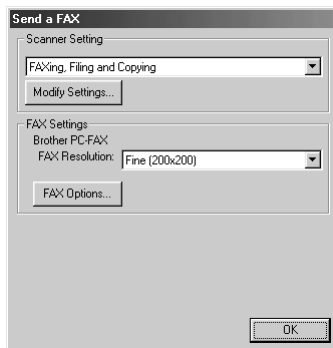 Send a FAX
Scanner Setting
FAXing, Filing and Copying
Modify Settings...
FAX Settings
Brother PC-FAX
FAX Resolution: Fine (200x200)
FAX Options...
OK